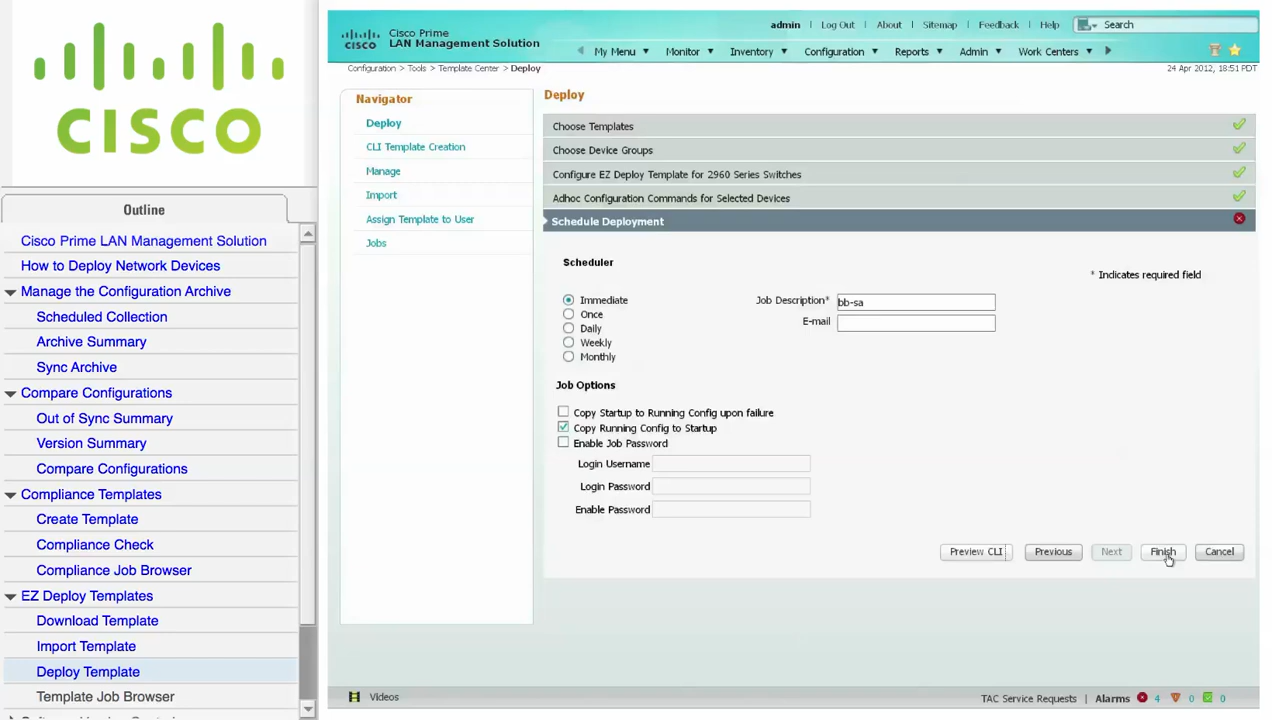 CISCO
Outline
Cisco Prime LAN Management Solution
How to Deploy Network Devices
Manage the Configuration Archive
Scheduled Collection
Archive Summary
Sync Archive
Compare Configurations
Out of Sync Summary
Version Summary
Compare Configurations
Compliance Templates
Create Template
Compliance Check
Compliance Job Browser
EZ Deploy Templates
Download Template
Import Template
Deploy Template
Template Job Browser
admin | Log Out | About | Sitemap | Feedback | Help
Search
CISCO
Cisco Prime
LAN Management Solution
My Menu Monitor Inventory Configuration Reports Admin Work Centers
Configuration > Tools > Template Center > Deploy
24 Apr 2012, 18:51 PDT
Navigator
Deploy
CLI Template Creation
Manage
Import
Assign Template to User
Jobs
Deploy
Choose Templates
Choose Device Groups
Configure EZ Deploy Template for 2960 Series Switches
Adhoc Configuration Commands for Selected Devices
Schedule Deployment
Scheduler
* Indicates required field
Immediate
Once
Daily
Weekly
Monthly
Job Description* bb-sa
E-mail
Job Options
Copy Startup to Running Config upon failure
Copy Running Config to Startup
Enable Job Password
Login Username
Login Password
Enable Password
Preview CLI Previous Next Finish Cancel
Videos
TAC Service Requests | Alarms 4 0 0